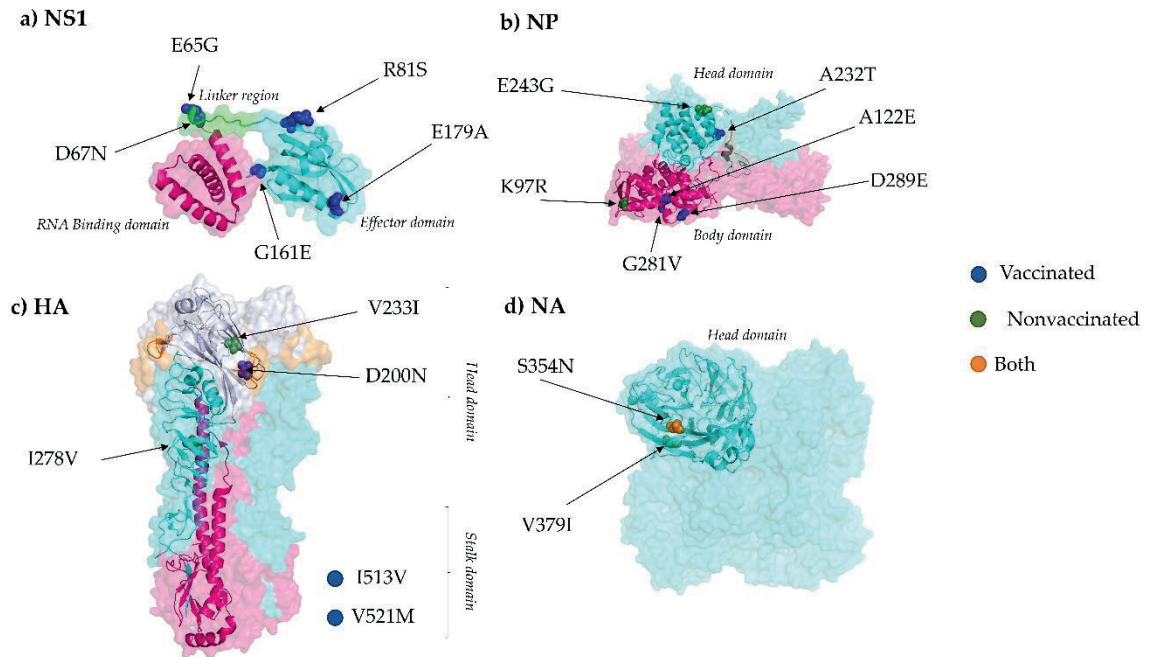 a) NS1
E65G
R81S
Linker region
D67N
E179A
RNA Binding domain
Effector domain
G161E
b) NP
Head domain
E243G
A232T
A122E
K97R
D289E
Body domain
G281V
c) HA
V233I
D200N
Head domain
I278V
Stalk domain
I513V
V521M
d) NA
Head domain
S354N
V379I
Vaccinated
Nonvaccinated
Both